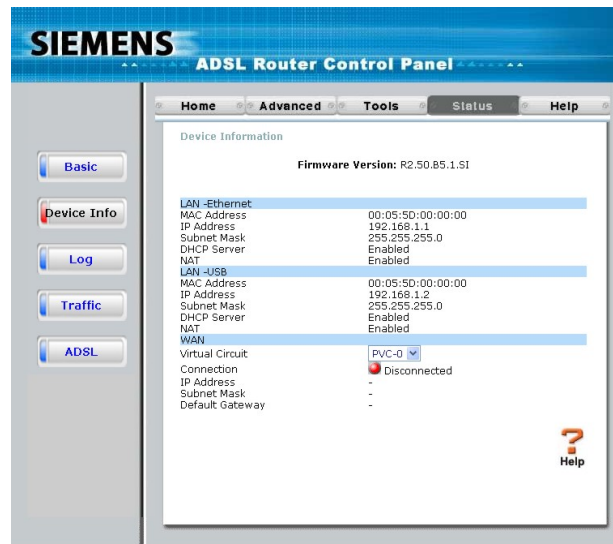 SIEMENS
ADSL Router Control Panel
Home Advanced Tools Status Help
Device Information
Firmware Version: R2.50.B5.1.SI
Basic
Device Info
Log
Traffic
ADSL
LAN -Ethernet
MAC Address 00:05:5D:00:00:00
IP Address 192.168.1.1
Subnet Mask 255.255.255.0
DHCP Server Enabled
NAT Enabled
LAN -USB
MAC Address 00:05:5D:00:00:00
IP Address 192.168.1.2
Subnet Mask 255.255.255.0
DHCP Server Enabled
NAT Enabled
WAN
Virtual Circuit PVC-0
Connection Disconnected
IP Address -
Subnet Mask -
Default Gateway -
? Help